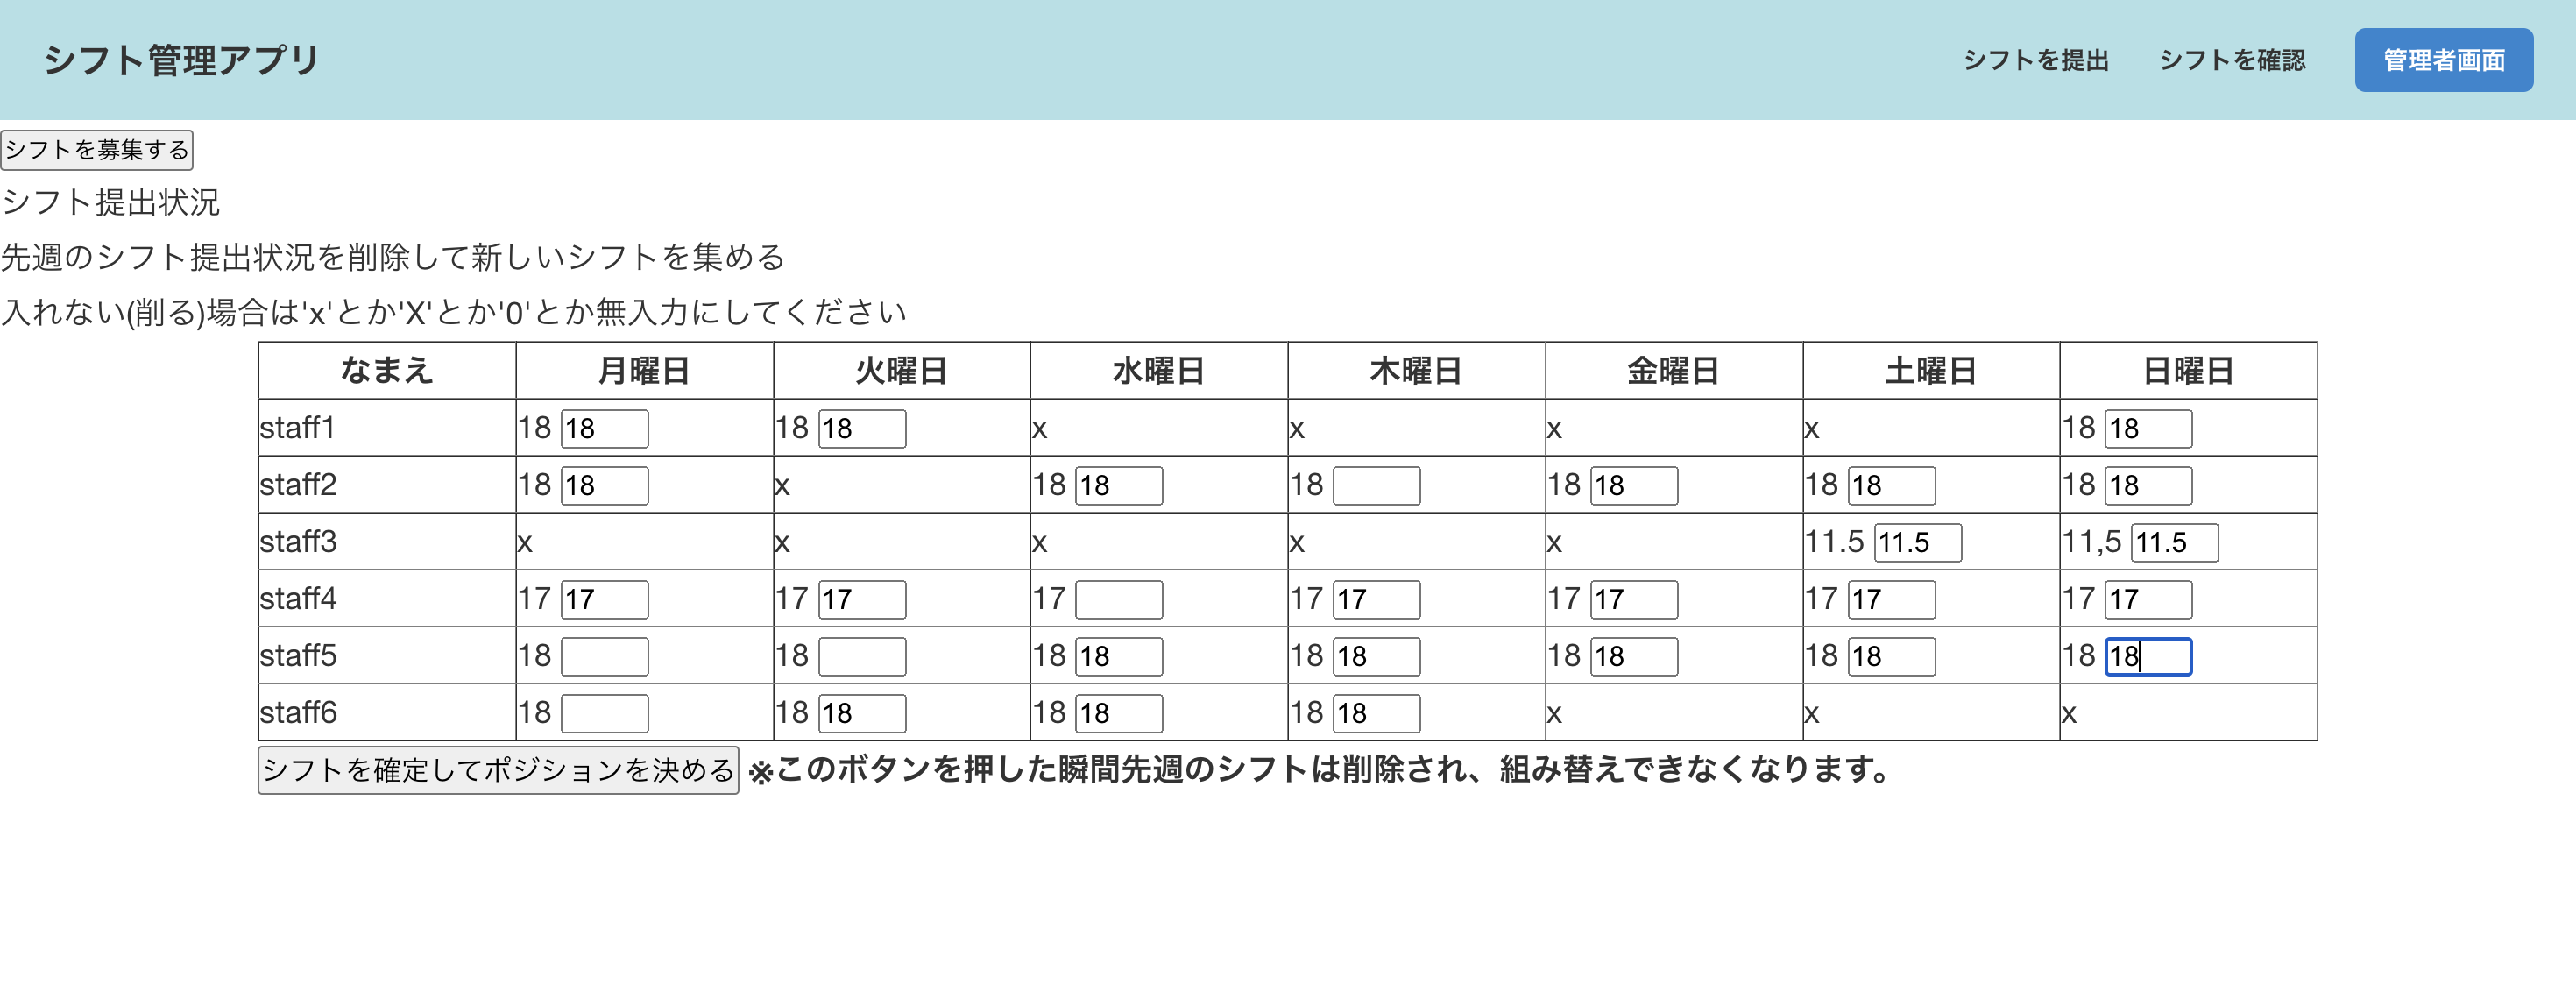 シフト管理アプリ シフトを提出 シフトを確認 管理者画面
シフトを募集する
シフト提出状況
先週のシフト提出状況を削除して新しいシフトを集める
入れない(削る)場合は'x'とか'X'とか'0'とか無入力にしてください
なまえ 月曜日 火曜日 水曜日 木曜日 金曜日 土曜日 日曜日
staff1 18 18 18 18 x x x x 18 18
staff2 18 18 x 18 18 18 18 18 18 18 18 18
staff3 x x x x x 11.5 11.5 11,5 11.5
staff4 17 17 17 17 17 17 17 17 17 17 17 17 17
staff5 18 18 18 18 18 18 18 18 18 18 18 18
staff6 18 18 18 18 18 18 18 x x x
シフトを確定してポジションを決める ※このボタンを押した瞬間先週のシフトは削除され、組み替えできなくなります。